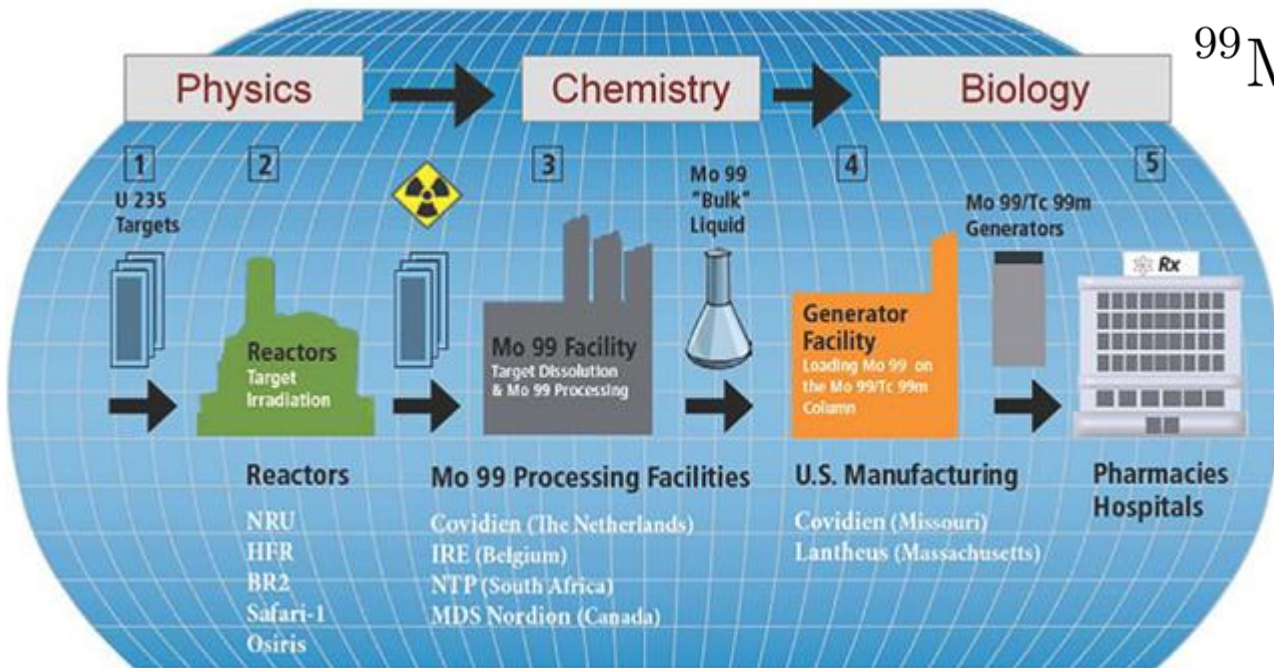 Physics
Chemistry
Biology
⁹⁹M
1
U 235
Targets
2
Reactors
Target
Irradiation
3
Mo 99 Facility
Target Dissolution
& Mo 99 Processing
Mo 99
"Bulk"
Liquid
4
Generator
Facility
Loading Mo 99 on
the Mo 99/Tc 99m
Column
Mo 99/Tc 99m
Generators
5
Rx
Reactors
NRU
HFR
BR2
Safari-1
Osiris
Mo 99 Processing Facilities
Covidien (The Netherlands)
IRE (Belgium)
NTP (South Africa)
MDS Nordion (Canada)
U.S. Manufacturing
Covidien (Missouri)
Lantheus (Massachusetts)
Pharmacies
Hospitals